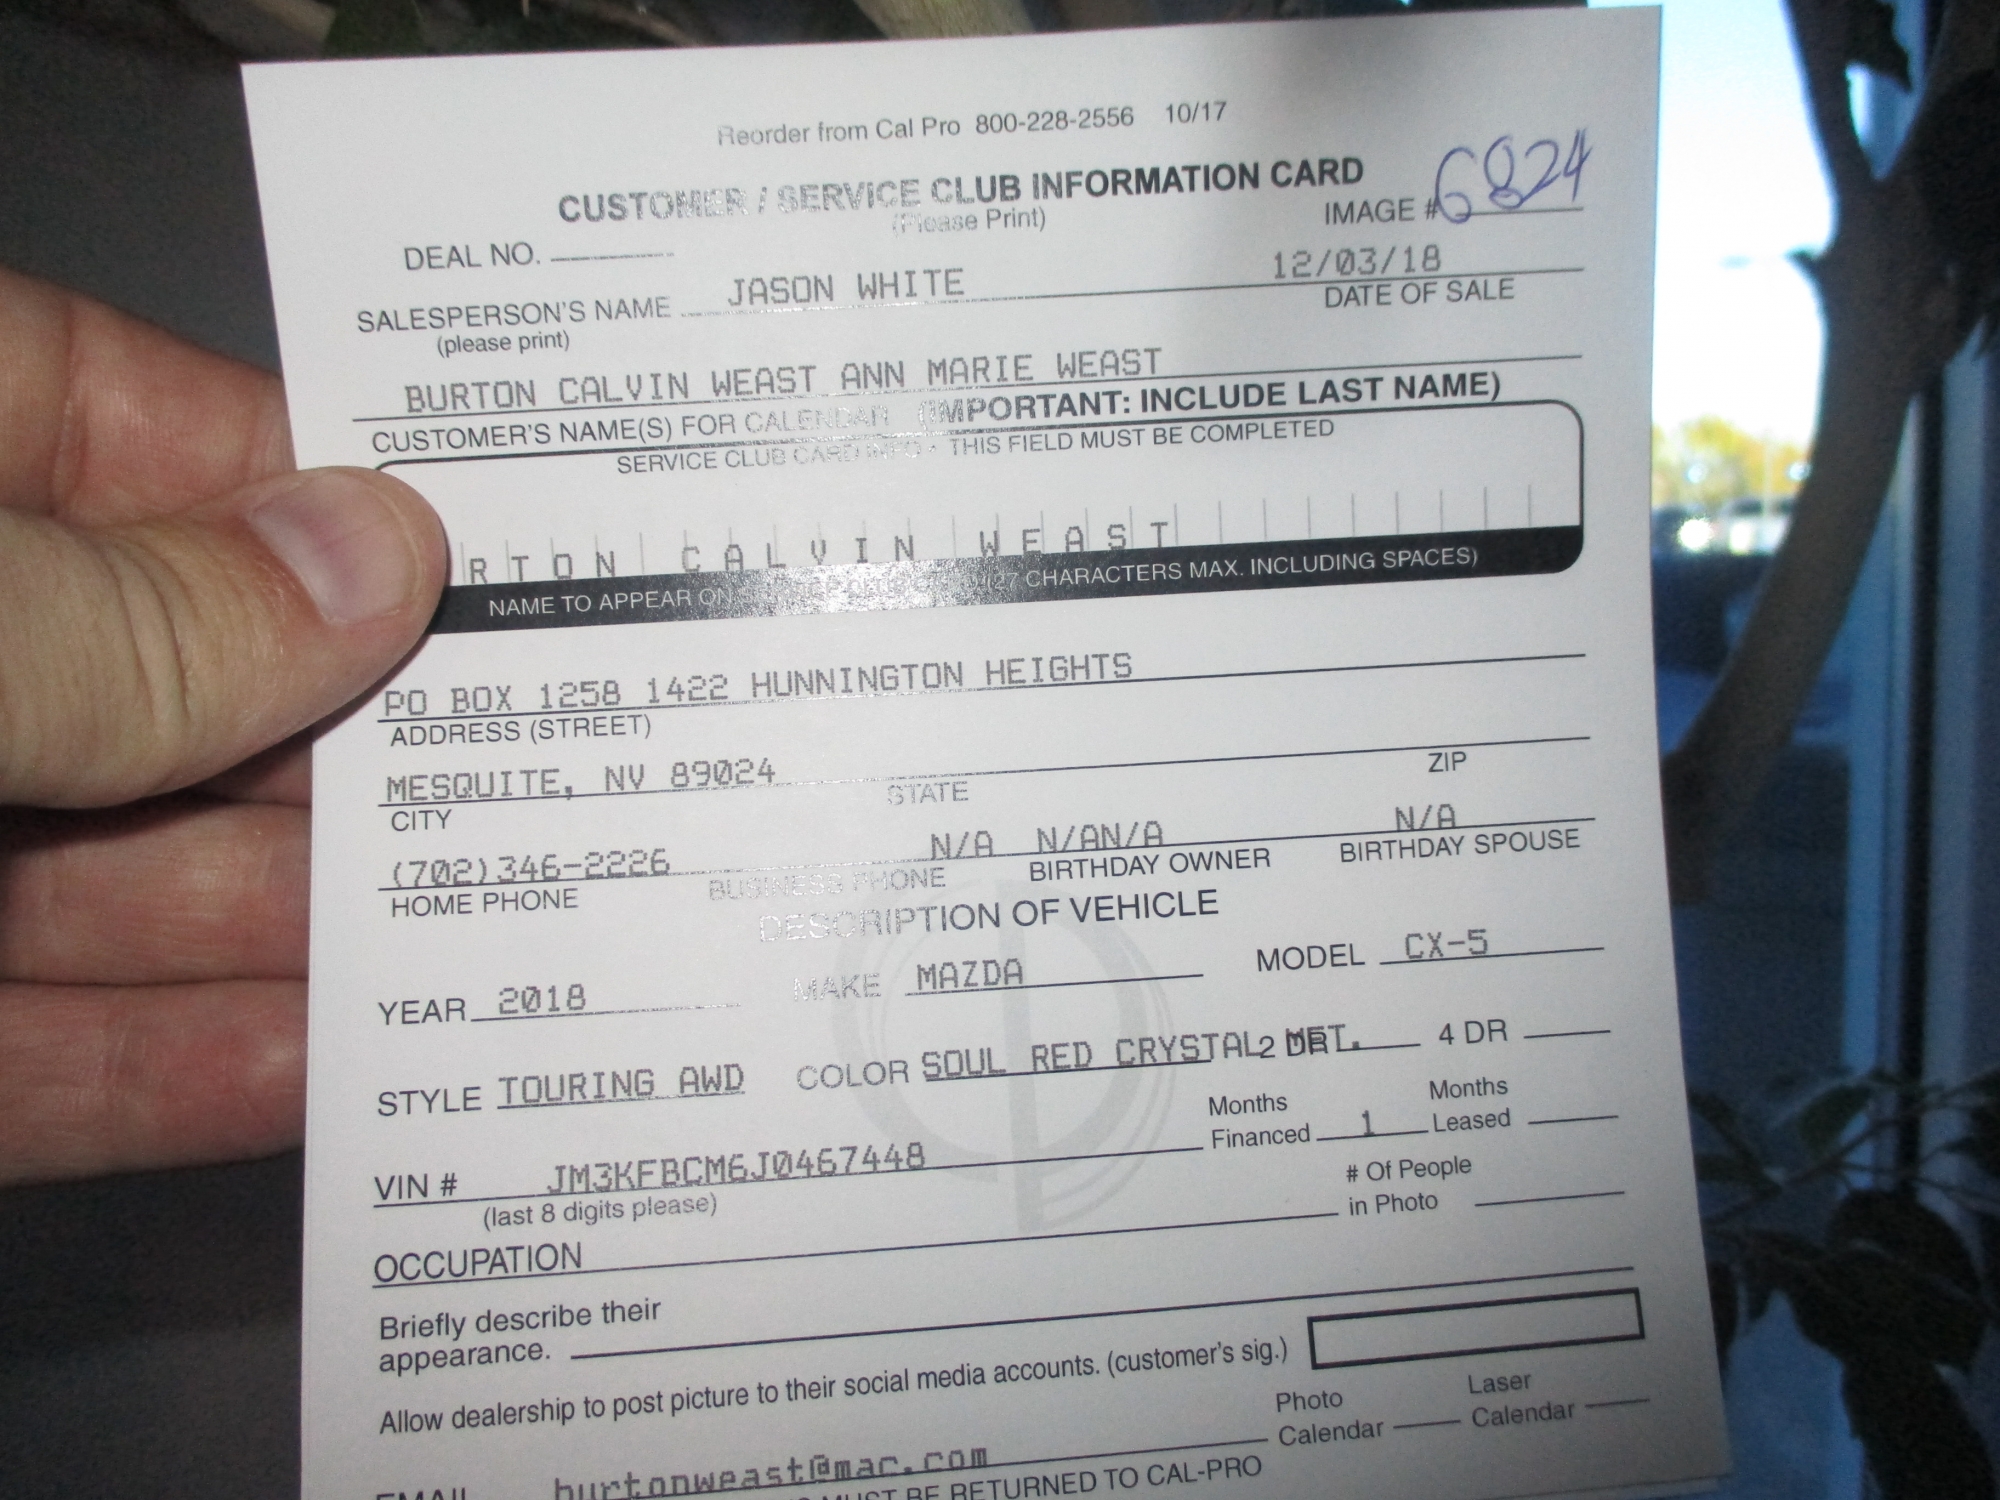 Reorder from Cal Pro 800-228-2556 10/17
CUSTOMER / SERVICE CLUB INFORMATION CARD
(Please Print)
IMAGE # 6824
DEAL NO.
SALESPERSON'S NAME JASON WHITE 12/03/18
(please print) DATE OF SALE
BURTON CALVIN WEAST ANN MARIE WEAST
CUSTOMER'S NAME(S) FOR CALENDAR (IMPORTANT: INCLUDE LAST NAME)
SERVICE CLUB CARD INFO • THIS FIELD MUST BE COMPLETED
RTON CALVIN WEAST
NAME TO APPEAR ON 27 CHARACTERS MAX. INCLUDING SPACES)
PO BOX 1258 1422 HUNNINGTON HEIGHTS
ADDRESS (STREET)
MESQUITE, NV 89024
CITY STATE ZIP
(702)346-2226 N/A N/AN/A N/A
HOME PHONE BUSINESS PHONE BIRTHDAY OWNER BIRTHDAY SPOUSE
DESCRIPTION OF VEHICLE
YEAR 2018 MAKE MAZDA MODEL CX-5
STYLE TOURING AWD COLOR SOUL RED CRYSTAL MET. 2 DR 4 DR
VIN # JM3KFBCM6J0467448 Months Financed 1 Months Leased
(last 8 digits please)
# Of People in Photo
OCCUPATION
Briefly describe their
appearance.
Allow dealership to post picture to their social media accounts. (customer's sig.)
Photo Calendar Laser Calendar
EMAIL burtonweast@mac.com
MUST BE RETURNED TO CAL-PRO